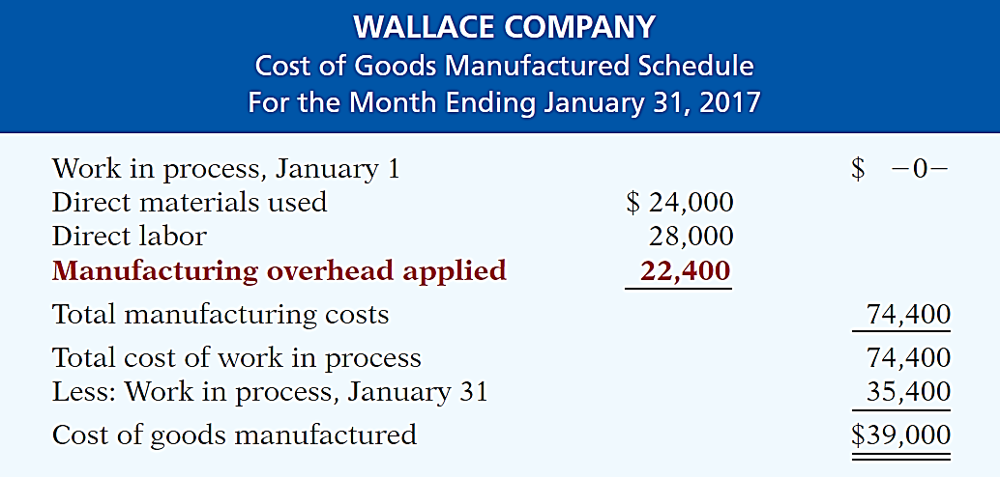 WALLACE COMPANY
Cost of Goods Manufactured Schedule
For the Month Ending January 31, 2017
Work in process, January 1 $ –0–
Direct materials used $ 24,000
Direct labor 28,000
Manufacturing overhead applied 22,400
Total manufacturing costs 74,400
Total cost of work in process 74,400
Less: Work in process, January 31 35,400
Cost of goods manufactured $39,000